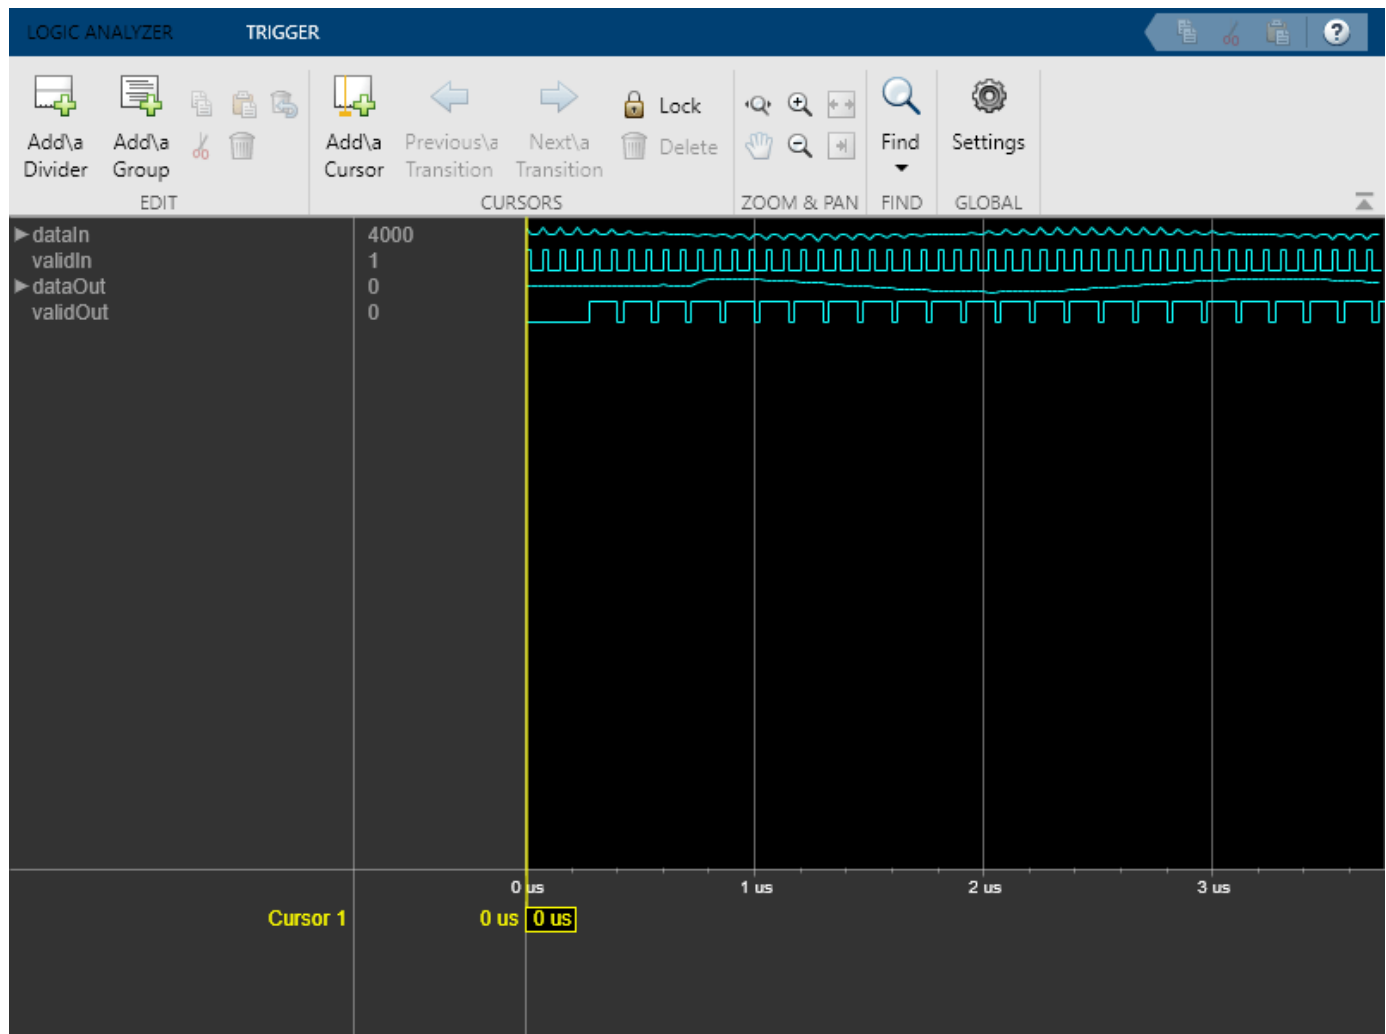 LOGIC ANALYZER TRIGGER ?
Add\a Divider
Add\a Group
Add\a Cursor
Previous\a Transition
Next\a Transition
Lock
Delete
Find
Settings
EDIT CURSORS ZOOM & PAN FIND GLOBAL
dataIn 4000
validIn 1
dataOut 0
validOut 0
0 us 1 us 2 us 3 us
Cursor 1 0 us 0 us